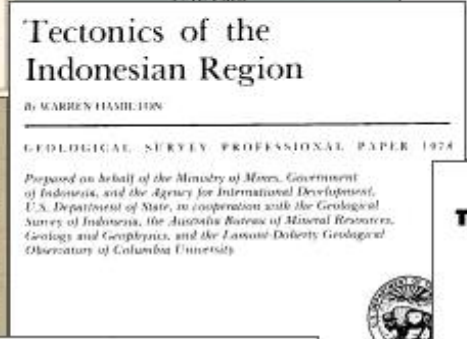 Tectonics of the
Indonesian Region
By WARREN HAMILTON
GEOLOGICAL SURVEY PROFESSIONAL PAPER 1078
Prepared on behalf of the Ministry of Mines, Government
of Indonesia, and the Agency for International Development,
U.S. Department of State, in cooperation with the Geological
Survey of Indonesia, the Australia Bureau of Mineral Resources,
Geology and Geophysics, and the Lamont-Doherty Geological
Observatory of Columbia University
T